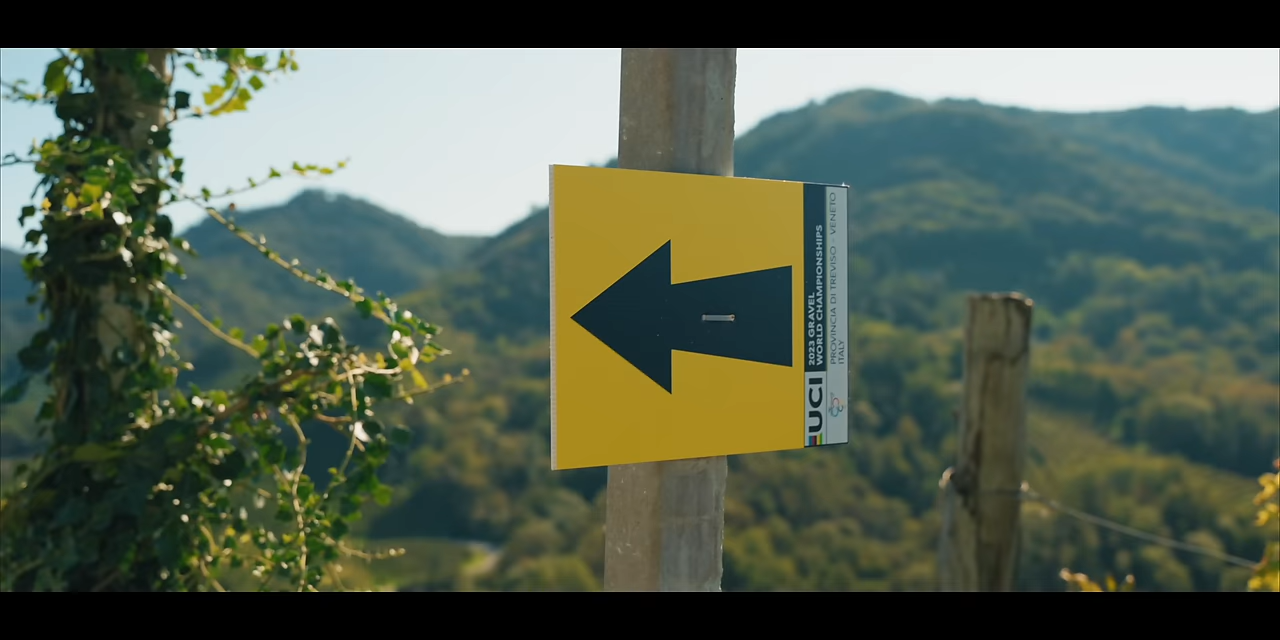 UCI
2023 GRAVEL
WORLD CHAMPIONSHIPS
PROVINCIA DI TREVISO - VENETO
ITALY